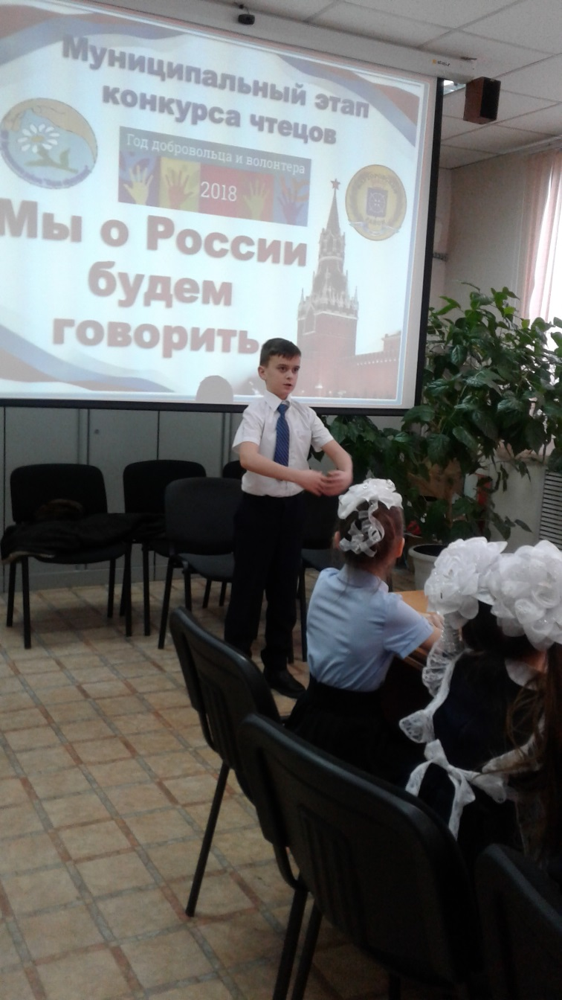 Муниципальный этап
конкурса чтецов
Год добровольца и волонтера
2018
Мы о России
будем
говорить